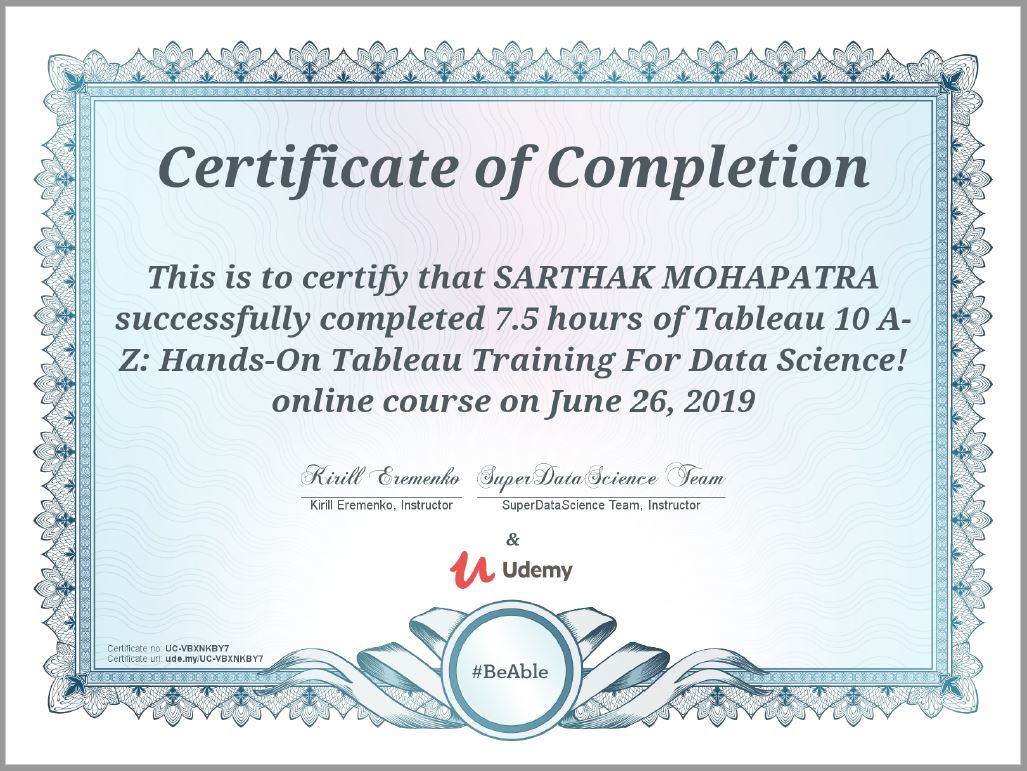 Certificate of Completion
This is to certify that SARTHAK MOHAPATRA
successfully completed 7.5 hours of Tableau 10 A-
Z: Hands-On Tableau Training For Data Science!
online course on June 26, 2019
Kirill Eremenko SuperDataScience Team
Kirill Eremenko, Instructor SuperDataScience Team, Instructor
&
Udemy
Certificate no: UC-VBXNKBY7
Certificate url: ude.my/UC-VBXNKBY7
#BeAble